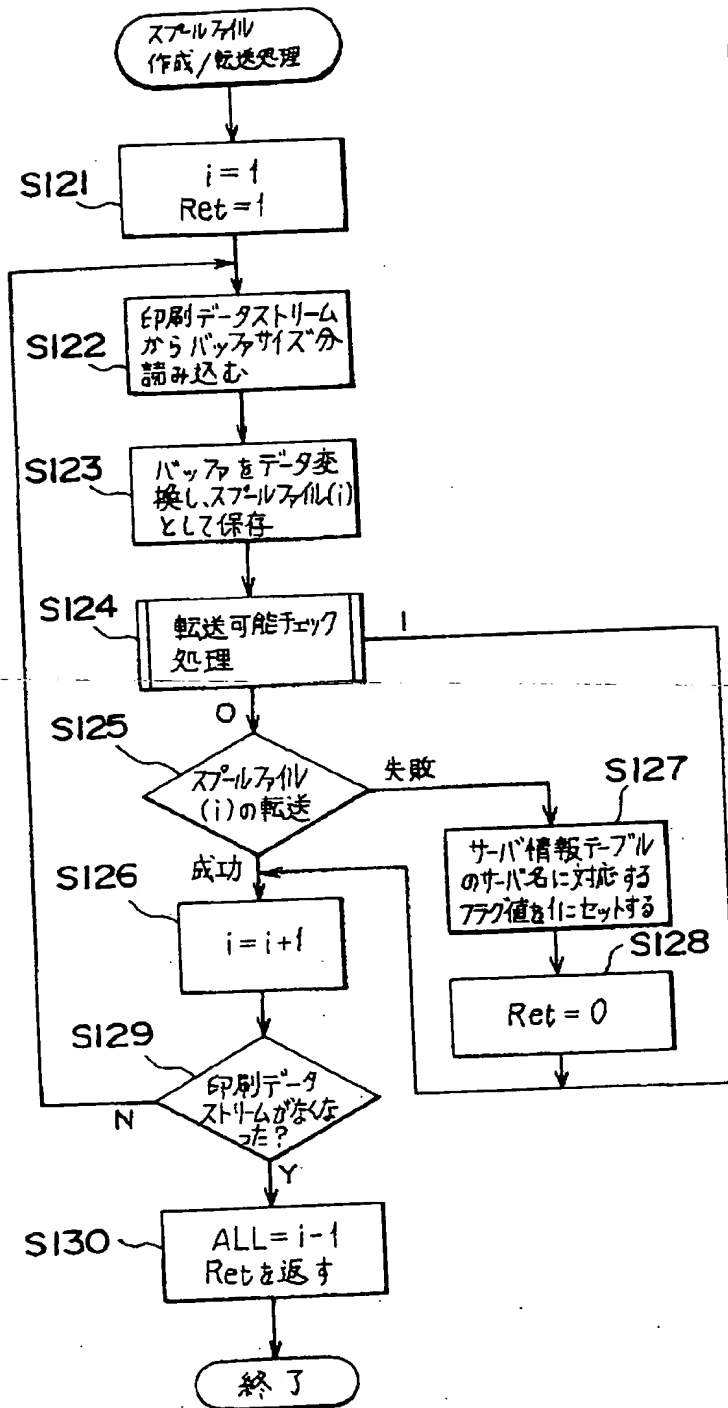 スプールファイル
作成/転送処理
S121
i=1
Ret=1
S122
印刷データストリーム
からバッファサイズ分
読み込む
S123
バッファをデータ変
換し、スプールファイル(i)
として保存
S124
転送可能チェック
処理
1
0
S125
スプールファイル
(i)の転送
失敗
成功
S127
サーバ情報テーブル
のサーバ名に対応する
フラグ値を1にセットする
S126
i=i+1
S128
Ret=0
S129
印刷データ
ストリームがなくな
った?
N
Y
S130
ALL=i-1
Retを返す
終了